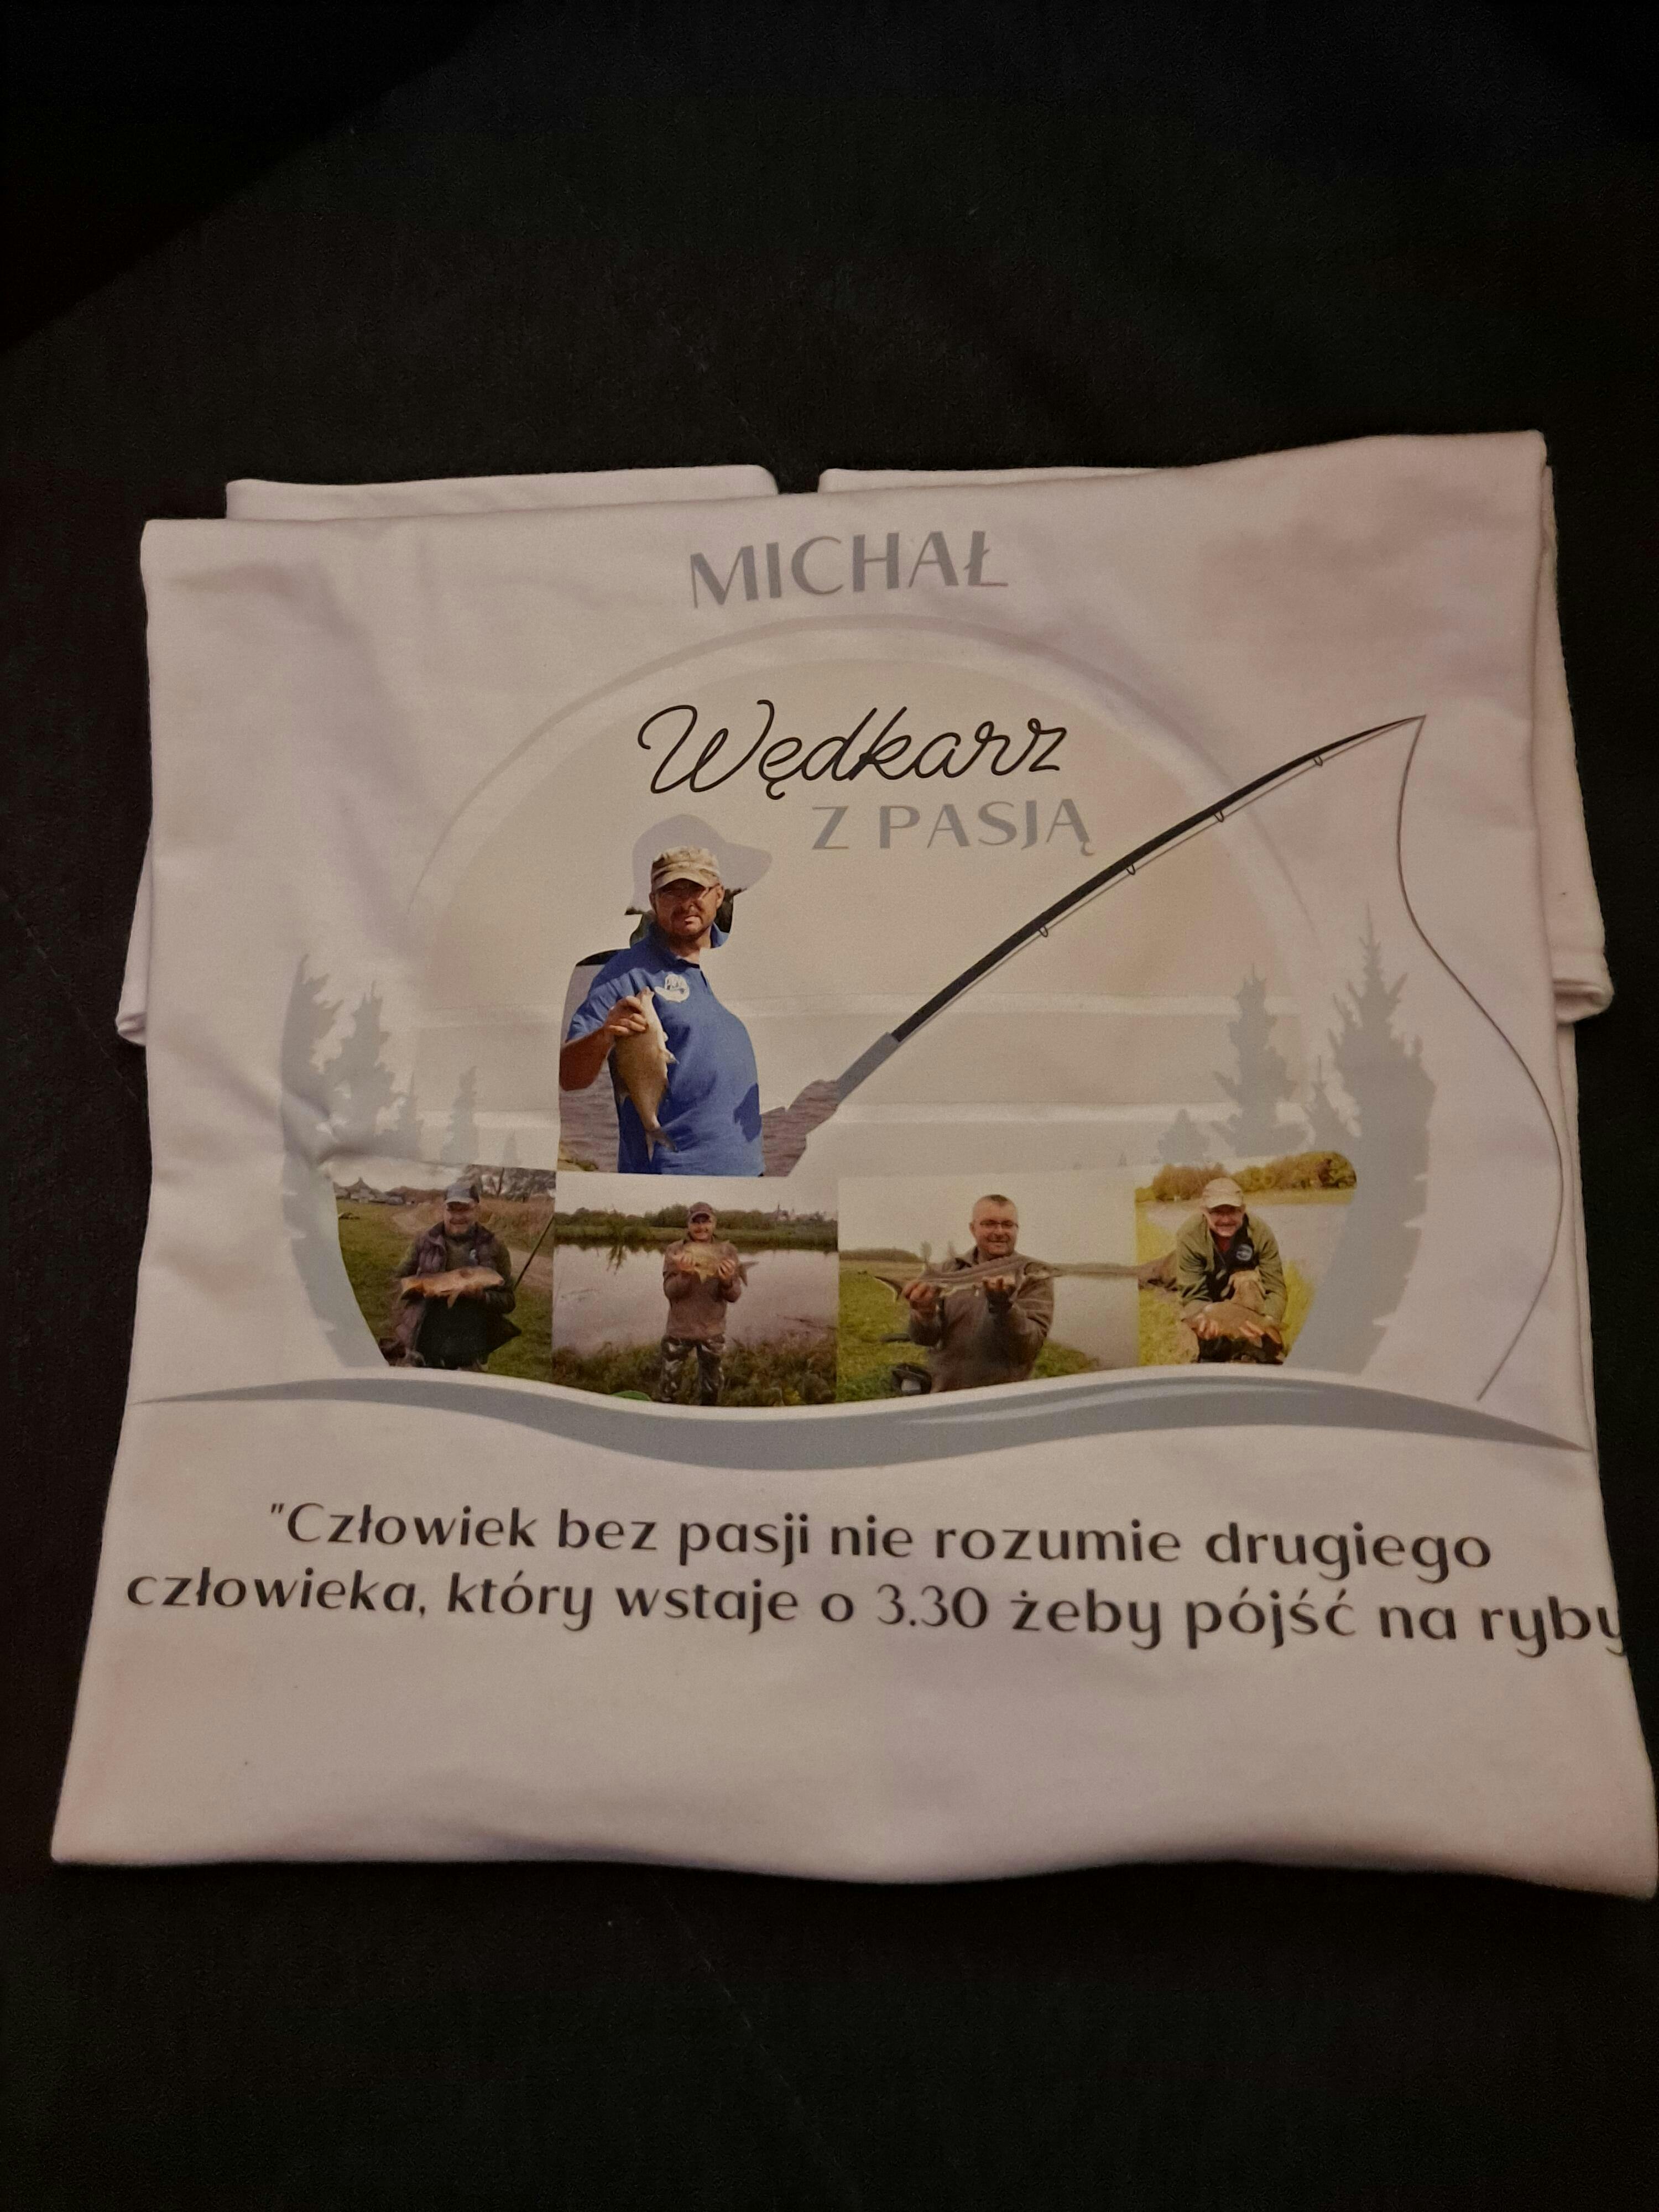 MICHAŁ
Wędkarz
Z PASJĄ
"Człowiek bez pasji nie rozumie drugiego
człowieka, który wstaje o 3.30 żeby pójść na ryby